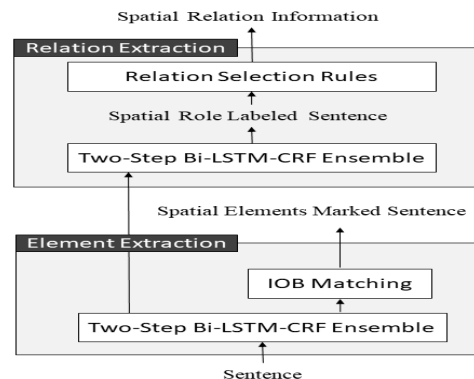 Spatial Relation Information
Relation Extraction
Relation Selection Rules
Spatial Role Labeled Sentence
Two-Step Bi-LSTM-CRF Ensemble
Spatial Elements Marked Sentence
Element Extraction
IOB Matching
Two-Step Bi-LSTM-CRF Ensemble
Sentence